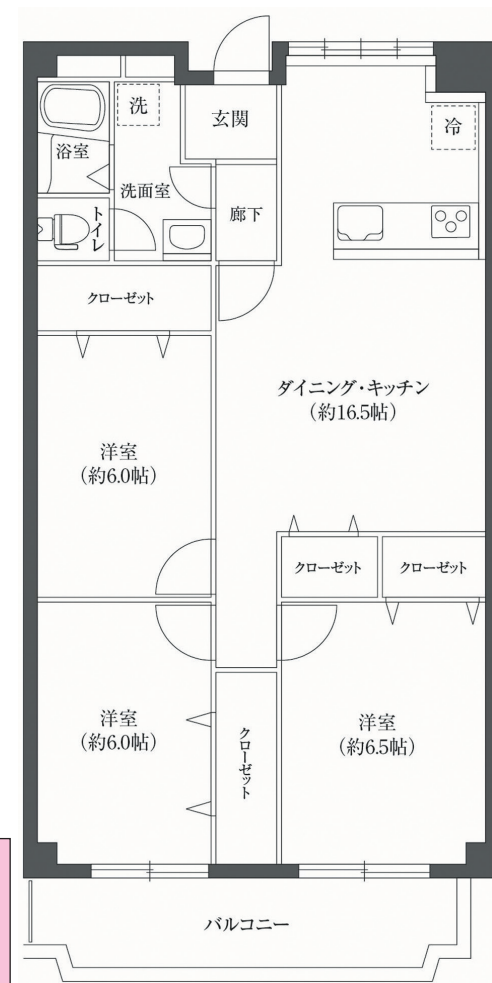 洗
玄関
冷
浴室
洗面室
トイレ
廊下
クローゼット
ダイニング・キッチン
(約16.5帖)
洋室
(約6.0帖)
クローゼット
クローゼット
洋室
(約6.0帖)
クローゼット
洋室
(約6.5帖)
バルコニー